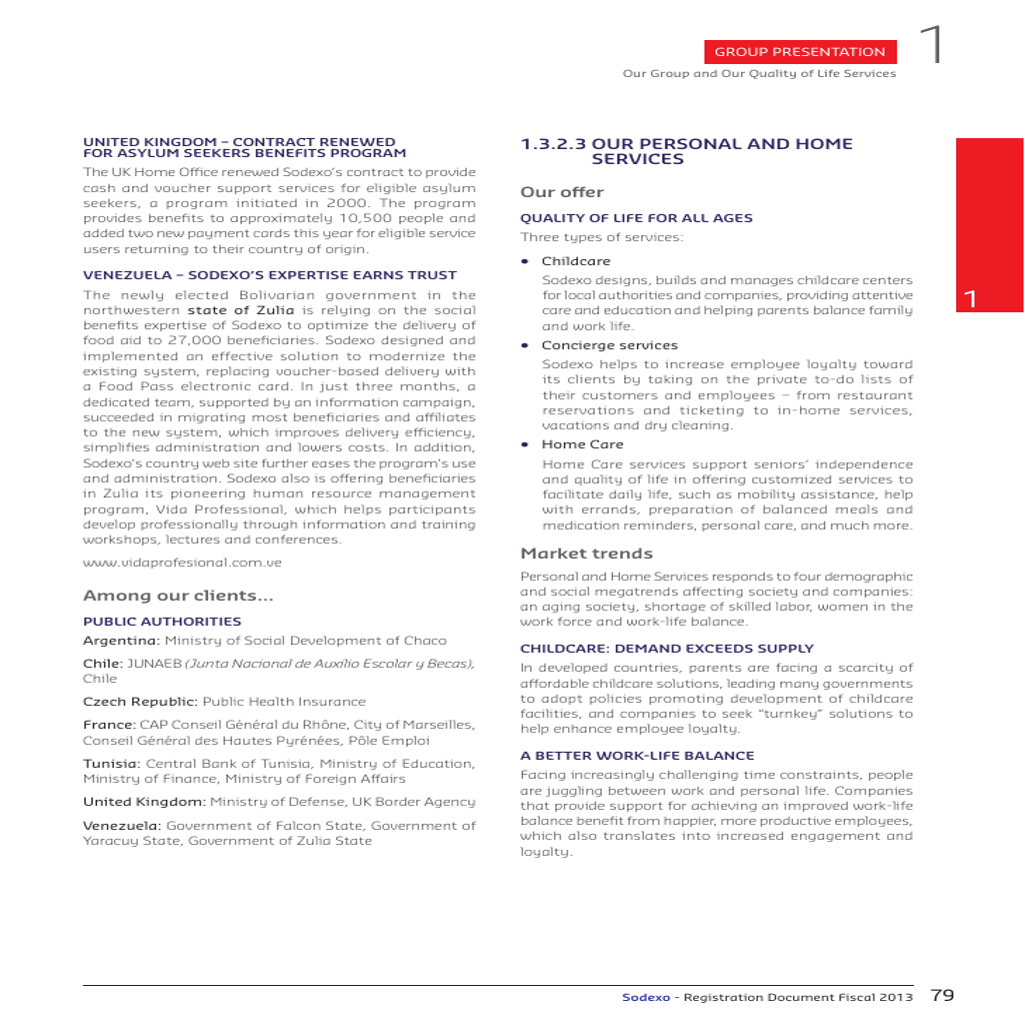 GROUP PRESENTATION
1
Our Group and Our Quality of Life Services
UNITED KINGDOM – CONTRACT RENEWED
FOR ASYLUM SEEKERS BENEFITS PROGRAM
The UK Home Office renewed Sodexo's contract to provide
cash and voucher support services for eligible asylum
seekers, a program initiated in 2000. The program
provides benefits to approximately 10,500 people and
added two new payment cards this year for eligible service
users returning to their country of origin.
VENEZUELA – SODEXO'S EXPERTISE EARNS TRUST
The newly elected Bolivarian government in the
northwestern state of Zulia is relying on the social
benefits expertise of Sodexo to optimize the delivery of
food aid to 27,000 beneficiaries. Sodexo designed and
implemented an effective solution to modernize the
existing system, replacing voucher-based delivery with
a Food Pass electronic card. In just three months, a
dedicated team, supported by an information campaign,
succeeded in migrating most beneficiaries and affiliates
to the new system, which improves delivery efficiency,
simplifies administration and lowers costs. In addition,
Sodexo's country web site further eases the program's use
and administration. Sodexo also is offering beneficiaries
in Zulia its pioneering human resource management
program, Vida Professional, which helps participants
develop professionally through information and training
workshops, lectures and conferences.
www.vidaprofesional.com.ve
Among our clients...
PUBLIC AUTHORITIES
Argentina: Ministry of Social Development of Chaco
Chile: JUNAEB (Junta Nacional de Auxilio Escolar y Becas),
Chile
Czech Republic: Public Health Insurance
France: CAP Conseil Général du Rhône, City of Marseilles,
Conseil Général des Hautes Pyrénées, Pôle Emploi
Tunisia: Central Bank of Tunisia, Ministry of Education,
Ministry of Finance, Ministry of Foreign Affairs
United Kingdom: Ministry of Defense, UK Border Agency
Venezuela: Government of Falcon State, Government of
Yaracuy State, Government of Zulia State
1.3.2.3 OUR PERSONAL AND HOME
SERVICES
Our offer
QUALITY OF LIFE FOR ALL AGES
Three types of services:
• Childcare
Sodexo designs, builds and manages childcare centers
for local authorities and companies, providing attentive
care and education and helping parents balance family
and work life.
• Concierge services
Sodexo helps to increase employee loyalty toward
its clients by taking on the private to-do lists of
their customers and employees – from restaurant
reservations and ticketing to in-home services,
vacations and dry cleaning.
• Home Care
Home Care services support seniors' independence
and quality of life in offering customized services to
facilitate daily life, such as mobility assistance, help
with errands, preparation of balanced meals and
medication reminders, personal care, and much more.
Market trends
Personal and Home Services responds to four demographic
and social megatrends affecting society and companies:
an aging society, shortage of skilled labor, women in the
work force and work-life balance.
CHILDCARE: DEMAND EXCEEDS SUPPLY
In developed countries, parents are facing a scarcity of
affordable childcare solutions, leading many governments
to adopt policies promoting development of childcare
facilities, and companies to seek "turnkey" solutions to
help enhance employee loyalty.
A BETTER WORK-LIFE BALANCE
Facing increasingly challenging time constraints, people
are juggling between work and personal life. Companies
that provide support for achieving an improved work-life
balance benefit from happier, more productive employees,
which also translates into increased engagement and
loyalty.
1
Sodexo - Registration Document Fiscal 2013 79